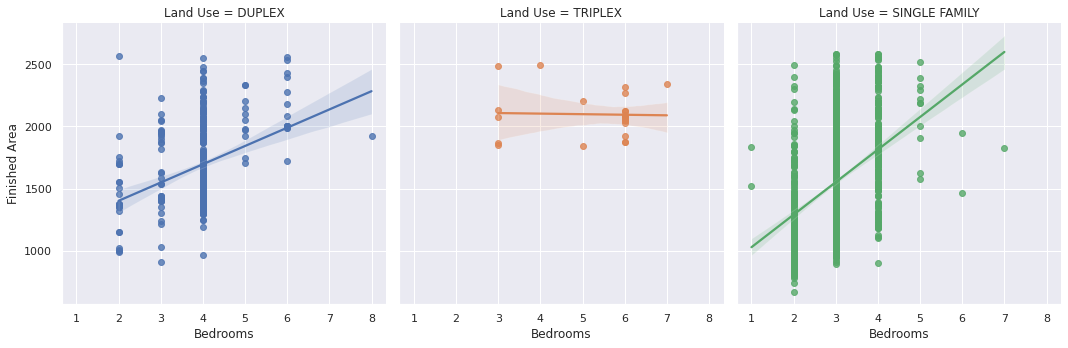 Land Use = DUPLEX
Land Use = TRIPLEX
Land Use = SINGLE FAMILY
Finished Area
2500
2000
1500
1000
1 2 3 4 5 6 7 8
1 2 3 4 5 6 7 8
1 2 3 4 5 6 7 8
Bedrooms
Bedrooms
Bedrooms